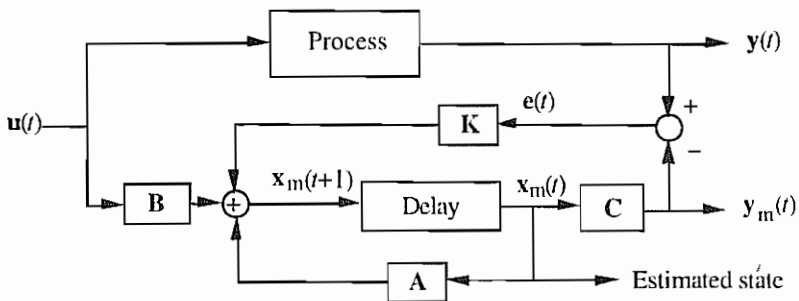 Process
y(t)
e(t)
+
K
u(t)
−
x_m(t+1)
x_m(t)
B
+
Delay
C
y_m(t)
A
Estimated state